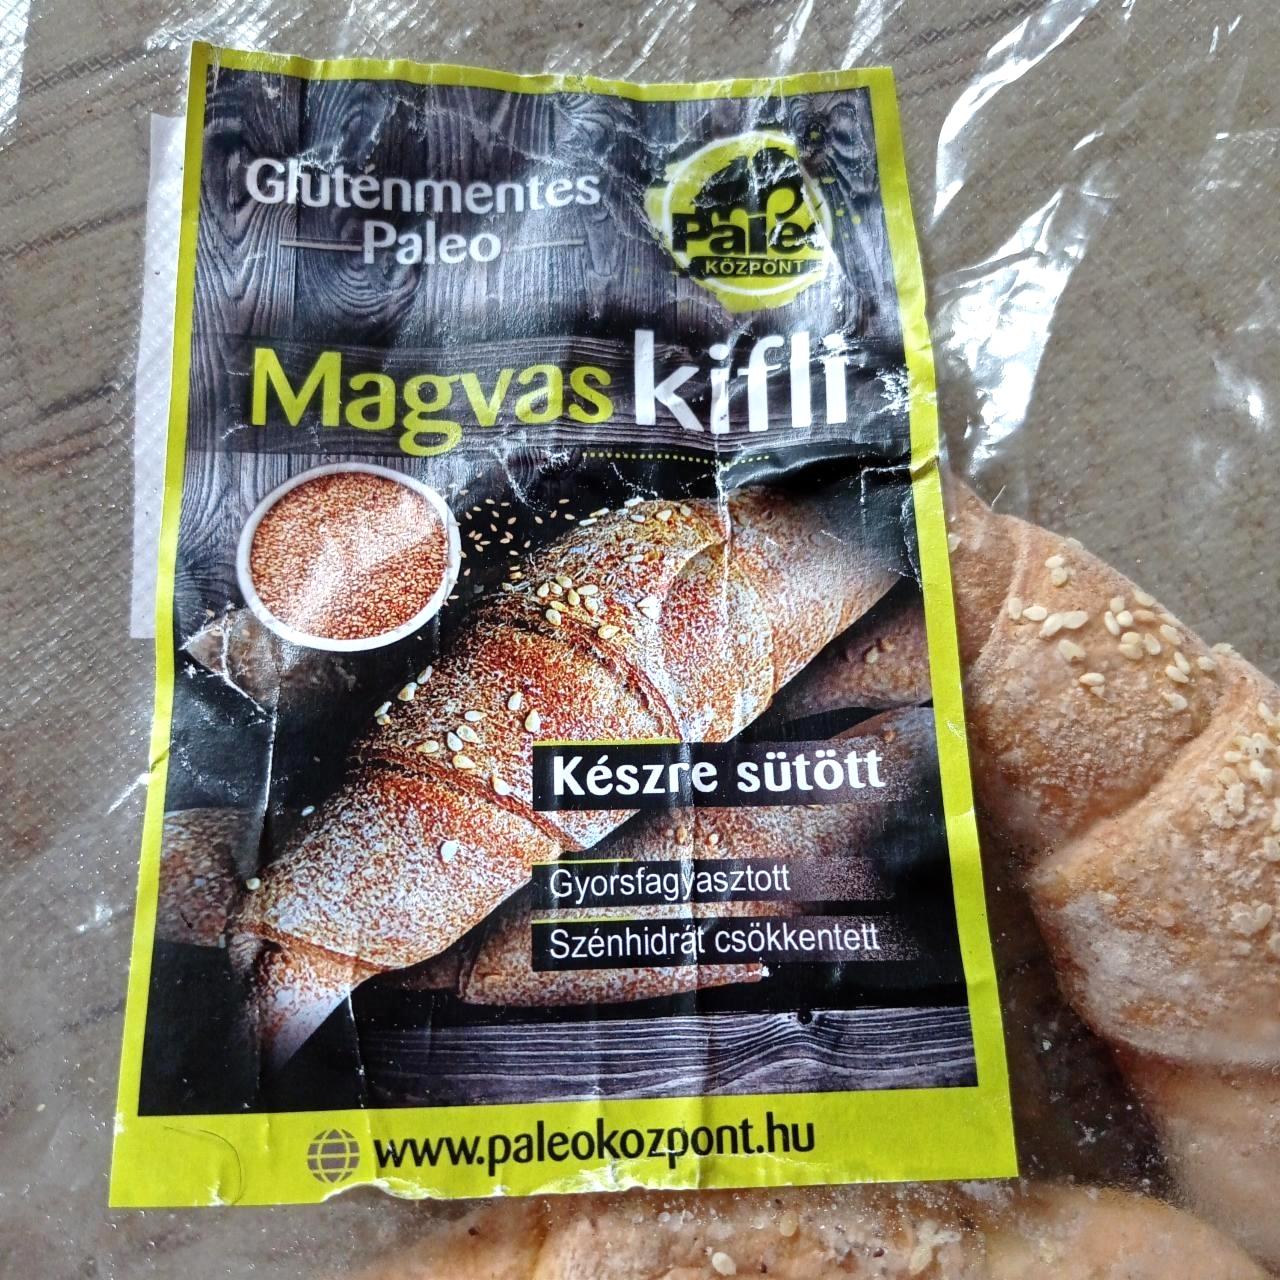 Gluténmentes
Paleo
Paleo
KÖZPONT
Magvas kifli
Készre sütött
Gyorsfagyasztott
Szénhidrát csökkentett
www.paleokozpont.hu